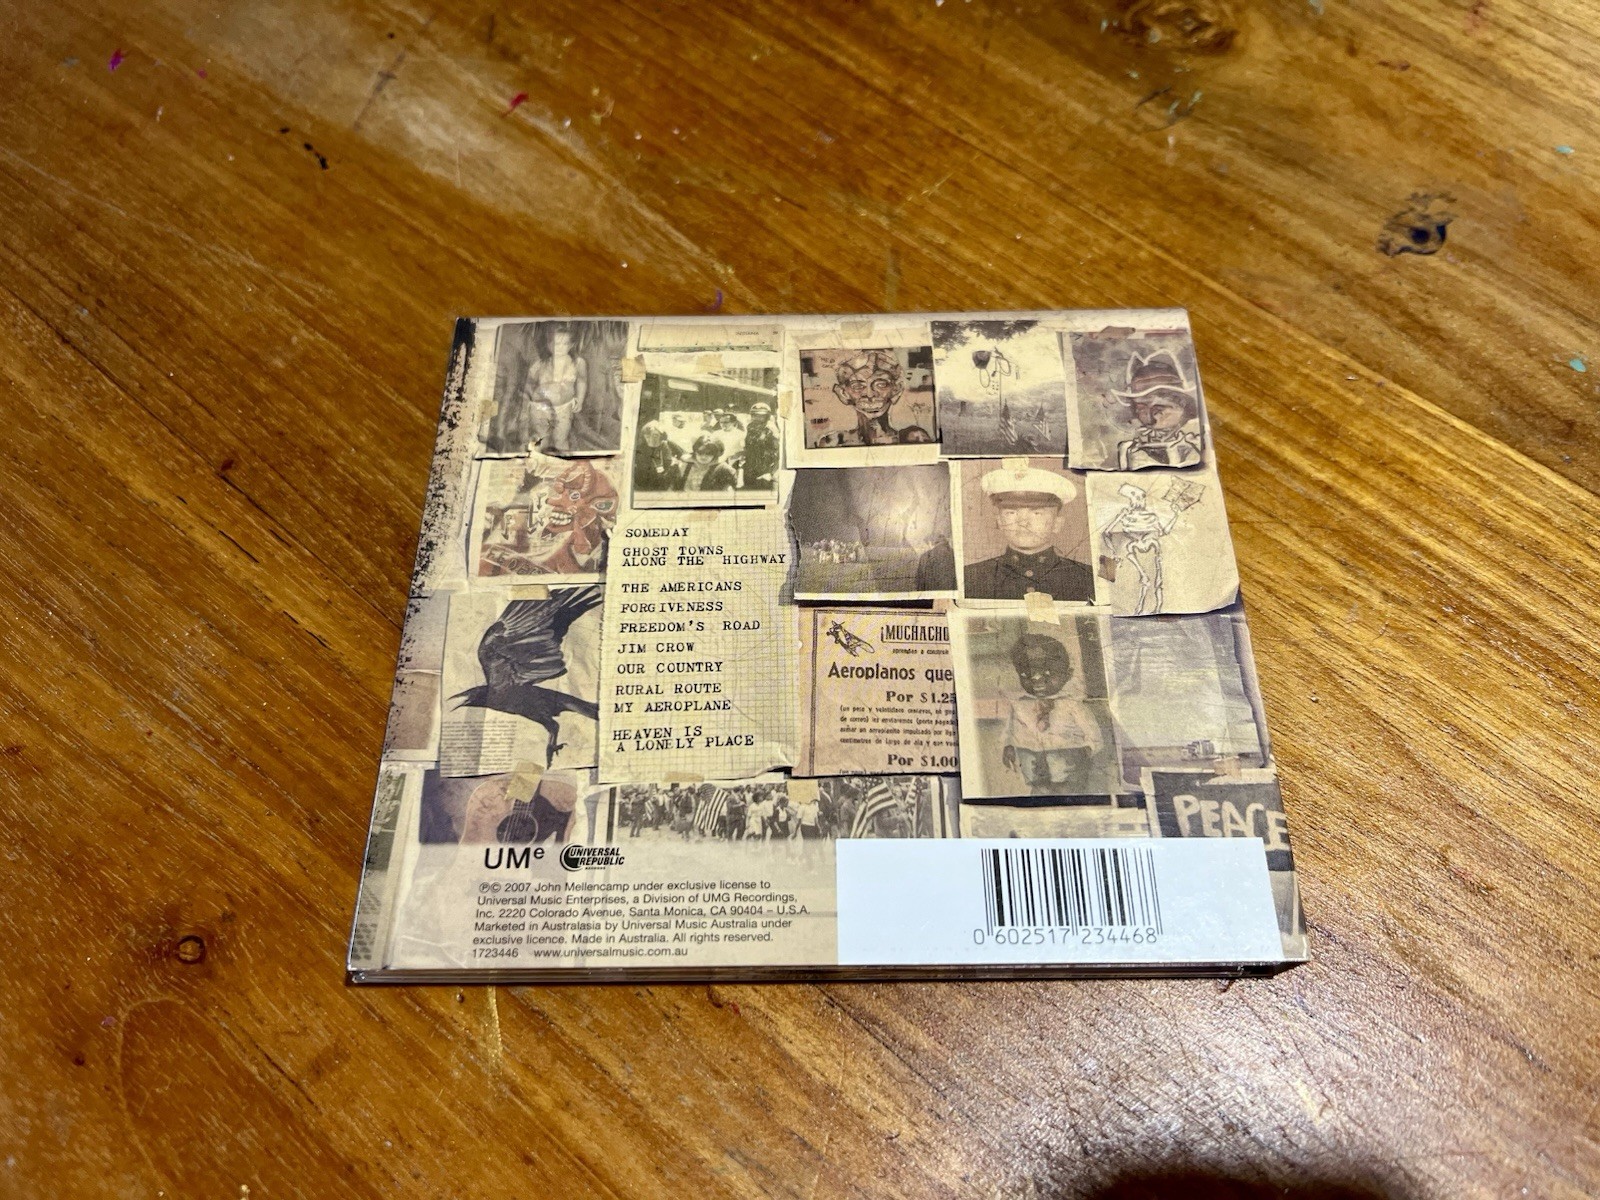 SOMEDAY
GHOST TOWNS
ALONG THE HIGHWAY
THE AMERICANS
FORGIVENESS
FREEDOM'S ROAD
JIM CROW
OUR COUNTRY
RURAL ROUTE
MY AEROPLANE
HEAVEN IS
A LONELY PLACE
¡MUCHACHO
Aeroplanos que
Por $1.25
Por $1.00
PEACE
UMe
UNIVERSAL
REPUBLIC
℗© 2007 John Mellencamp under exclusive license to
Universal Music Enterprises, a Division of UMG Recordings,
Inc. 2220 Colorado Avenue, Santa Monica, CA 90404 – U.S.A.
Marketed in Australasia by Universal Music Australia under
exclusive licence. Made in Australia. All rights reserved.
1723446 www.universalmusic.com.au
0 602517 234468